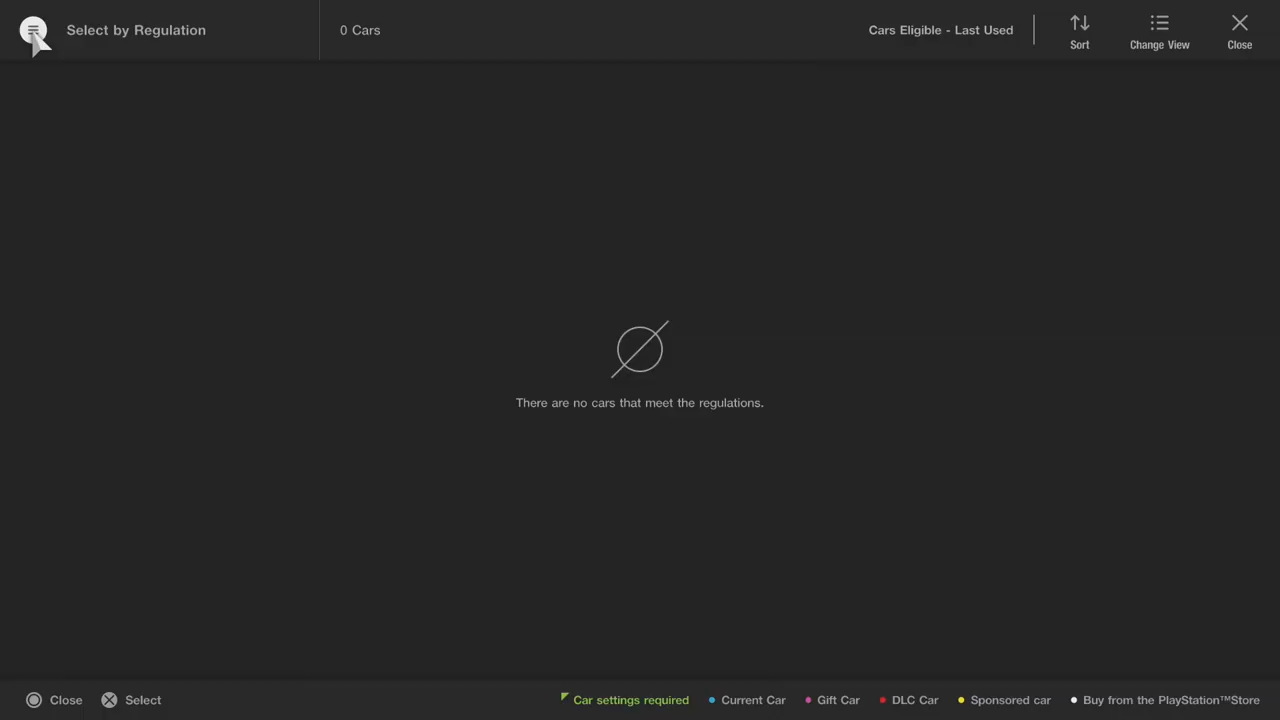 Select by Regulation
0 Cars
Cars Eligible - Last Used
Sort
Change View
Close
There are no cars that meet the regulations.
Close
Select
Car settings required
Current Car
Gift Car
DLC Car
Sponsored car
Buy from the PlayStation™Store